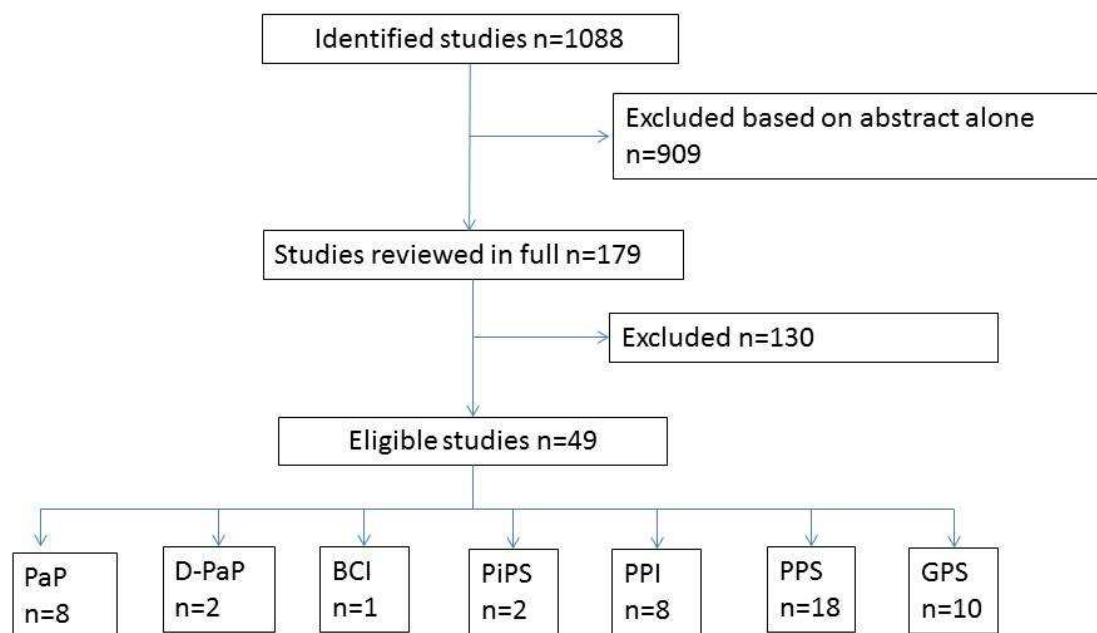 Identified studies n=1088
Excluded based on abstract alone
n=909
Studies reviewed in full n=179
Excluded n=130
Eligible studies n=49
PaP
n=8
D-PaP
n=2
BCI
n=1
PiPS
n=2
PPI
n=8
PPS
n=18
GPS
n=10